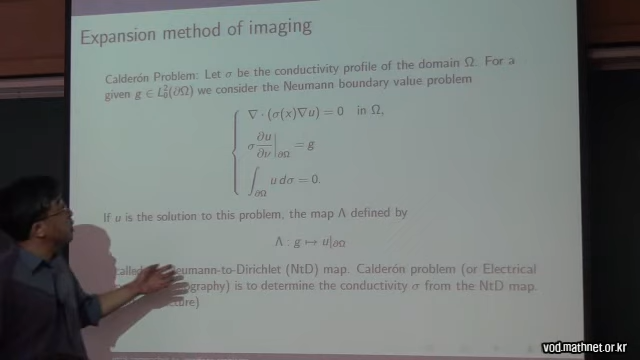 Expansion method of imaging
Calderón Problem: Let σ be the conductivity profile of the domain Ω. For a
given g ∈ L²₀(∂Ω) we consider the Neumann boundary value problem
∇ · (σ(x)∇u) = 0 in Ω,
σ ∂u/∂ν |∂Ω = g
∫∂Ω u dσ = 0.
If u is the solution to this problem, the map Λ defined by
Λ : g ↦ u|∂Ω
called Neumann-to-Dirichlet (NtD) map. Calderón problem (or Electrical
graphy) is to determine the conductivity σ from the NtD map.
ure)
vod.mathnet.or.kr